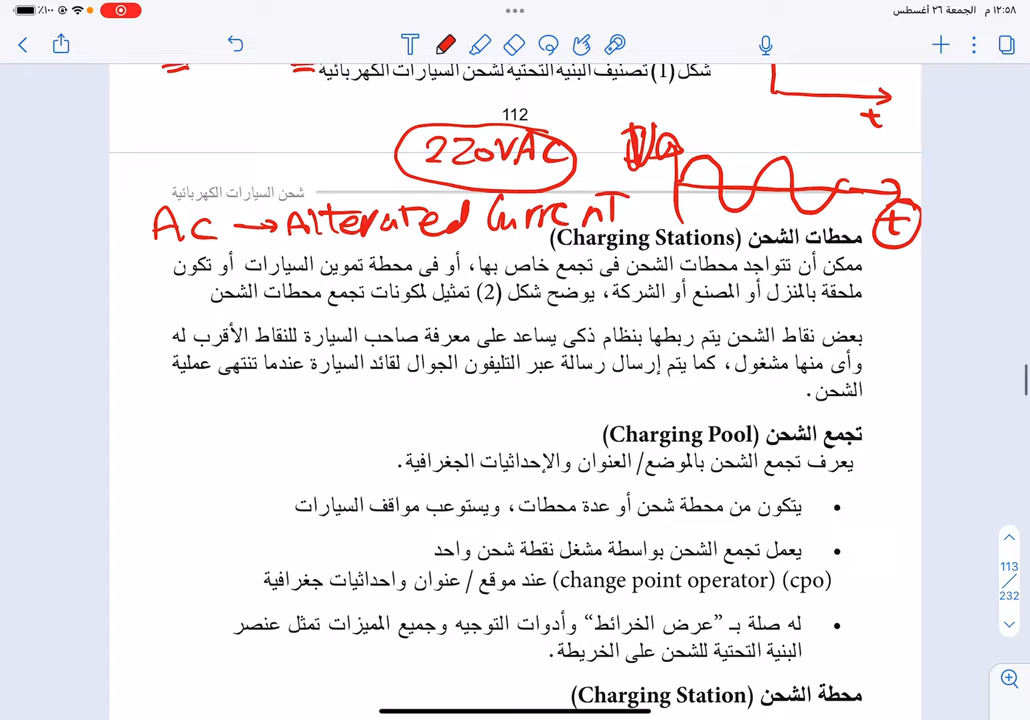 ١٢:٥٨ م الجمعة ٢٦ أغسطس
٪١٠٠
شكل (1) تصنيف البنية التحتية لشحن السيارات الكهربائية
t
112
220VAC
شحن السيارات الكهربائية
AC → Alterated Current
t
محطات الشحن (Charging Stations)
ممكن أن تتواجد محطات الشحن فى تجمع خاص بها، أو فى محطة تموين السيارات أو تكون
ملحقة بالمنزل أو المصنع أو الشركة، يوضح شكل (2) تمثيل لمكونات تجمع محطات الشحن
بعض نقاط الشحن يتم ربطها بنظام ذكى يساعد على معرفة صاحب السيارة للنقاط الأقرب له
وأى منها مشغول، كما يتم إرسال رسالة عبر التليفون الجوال لقائد السيارة عندما تنتهى عملية
الشحن.
تجمع الشحن (Charging Pool)
يعرف تجمع الشحن بالموضع/ العنوان والإحداثيات الجغرافية.
• يتكون من محطة شحن أو عدة محطات، ويستوعب مواقف السيارات
• يعمل تجمع الشحن بواسطة مشغل نقطة شحن واحد
(change point operator) (cpo) عند موقع / عنوان واحداثيات جغرافية
• له صلة بـ "عرض الخرائط" وأدوات التوجيه وجميع الميزات تمثل عنصر
البنية التحتية للشحن على الخريطة.
محطة الشحن (Charging Station)
113
232